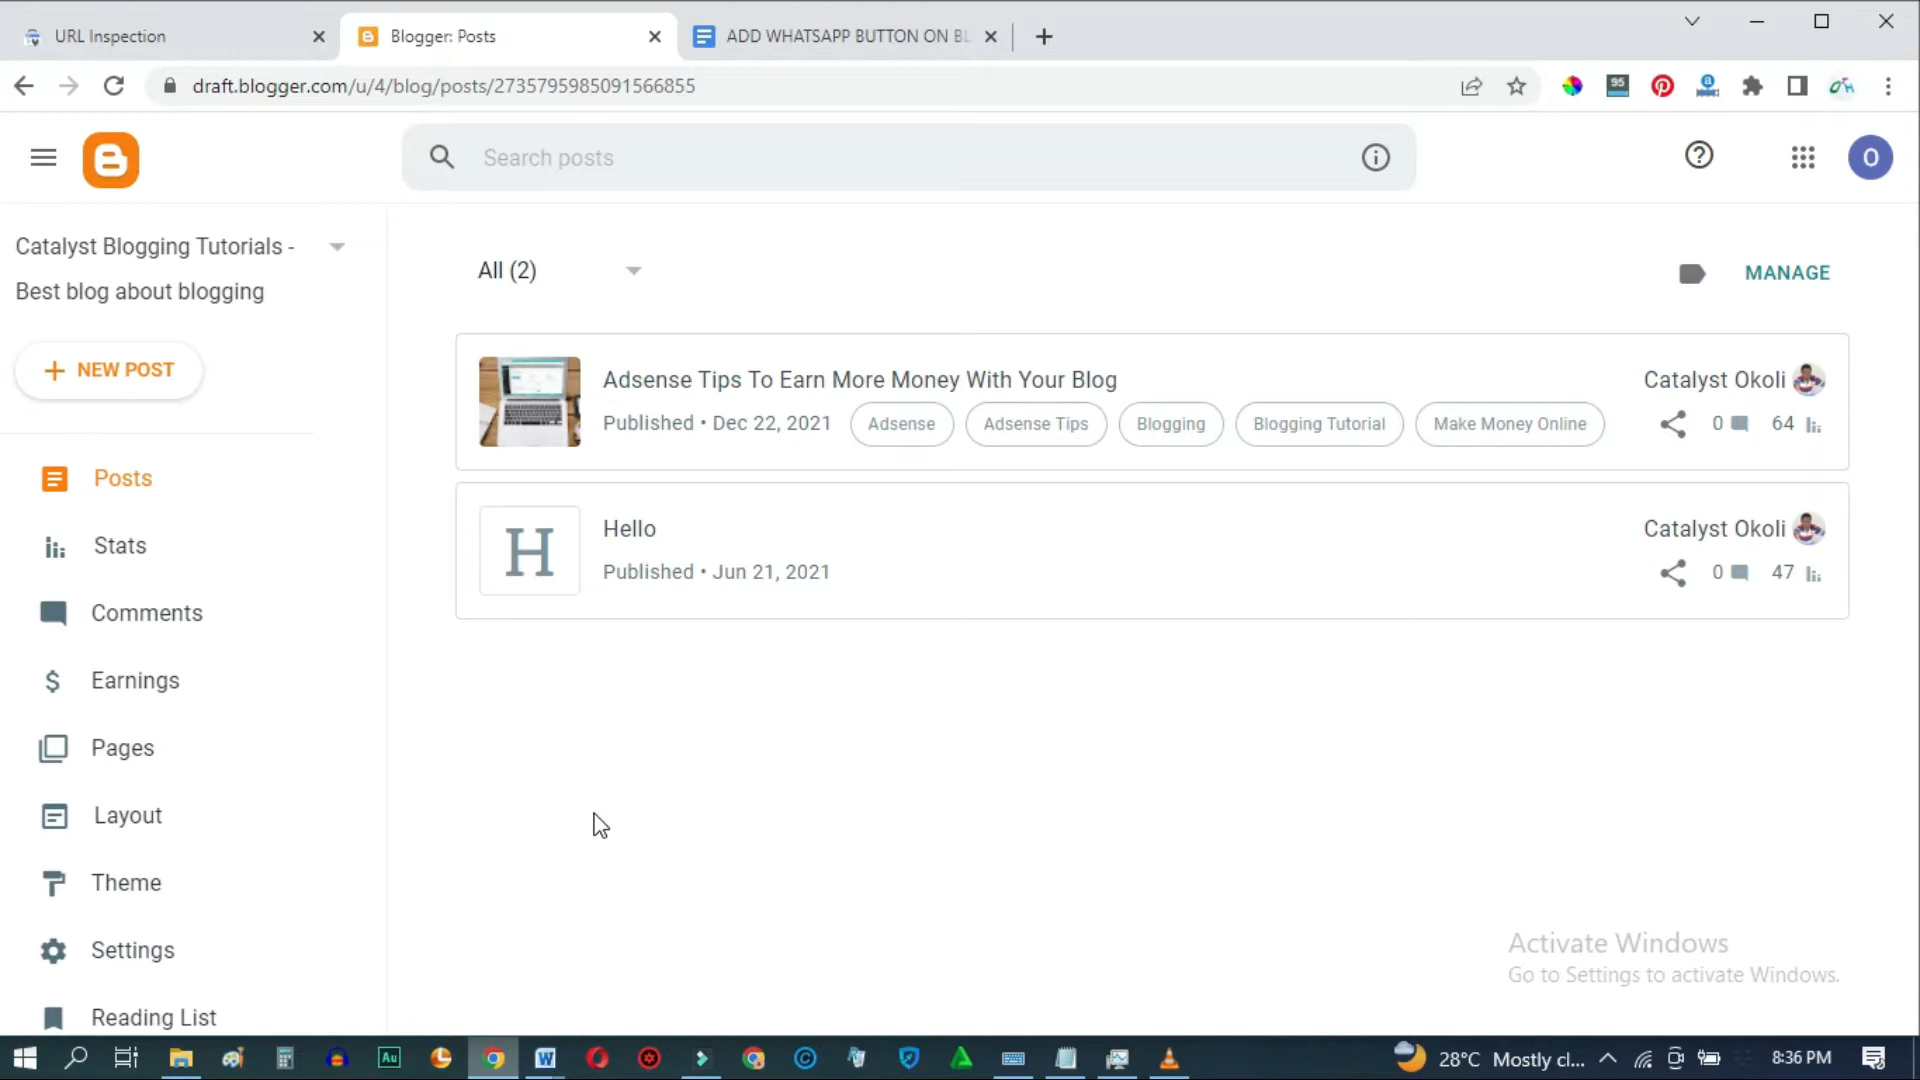 URL Inspection
Blogger: Posts
ADD WHATSAPP BUTTON ON BL
draft.blogger.com/u/4/blog/posts/2735795985091566855
95
Search posts
O
Catalyst Blogging Tutorials -
Best blog about blogging
NEW POST
All (2)
MANAGE
Adsense Tips To Earn More Money With Your Blog
Catalyst Okoli
Published • Dec 22, 2021
Adsense
Adsense Tips
Blogging
Blogging Tutorial
Make Money Online
0
64
H
Hello
Catalyst Okoli
Published • Jun 21, 2021
0
47
Posts
Stats
Comments
Earnings
Pages
Layout
Theme
Settings
Reading List
Activate Windows
Go to Settings to activate Windows.
Au
28°C Mostly cl...
8:36 PM